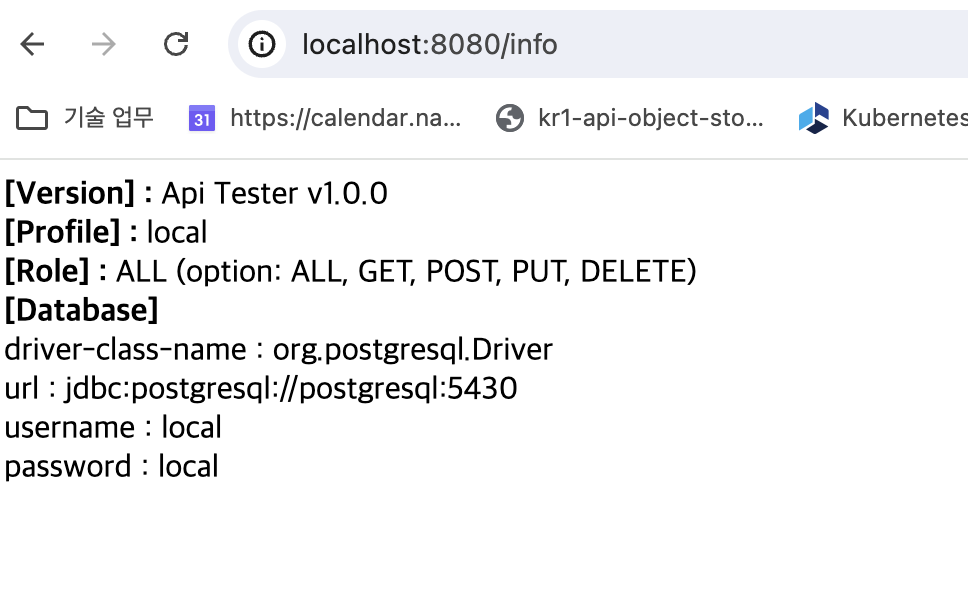 localhost:8080/info
기술 업무 31 https://calendar.na... kr1-api-object-sto... Kubernetes
[Version] : Api Tester v1.0.0
[Profile] : local
[Role] : ALL (option: ALL, GET, POST, PUT, DELETE)
[Database]
driver-class-name : org.postgresql.Driver
url : jdbc:postgresql://postgresql:5430
username : local
password : local